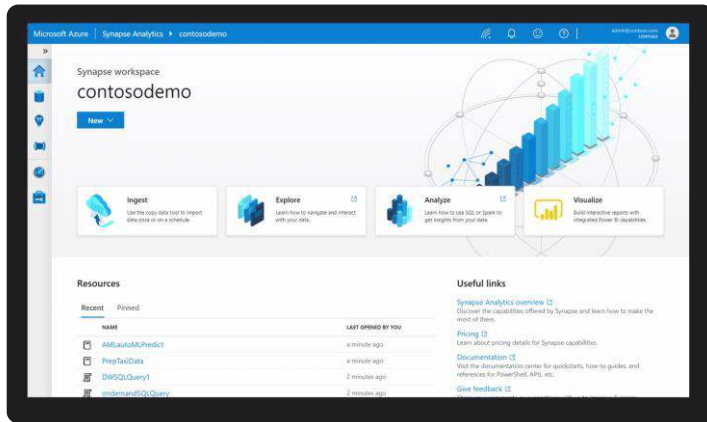 Microsoft Azure | Synapse Analytics ▸ contosodemo
admin@contoso.com
CONTOSO
»
Synapse workspace
contosodemo
New
Ingest
Use the copy data tool to import
data once or on a schedule.
Explore
Learn how to navigate and interact
with your data.
Analyze
Learn how to use SQL or Spark to
get insights from your data.
Visualize
Build interactive reports with
integrated Power BI capabilities.
Resources
Recent Pinned
NAME LAST OPENED BY YOU
AMLautoMLPredict a minute ago
PrepTaxiData a minute ago
DWSQLQuery1 2 minutes ago
ondemandSQLQuery 2 minutes ago
Useful links
Synapse Analytics overview
Discover the capabilities offered by Synapse and learn how to make the
most of them.
Pricing
Learn about pricing details for Synapse capabilities.
Documentation
Visit the documentation center for quickstarts, how-to guides, and
references for PowerShell, APIs, etc.
Give feedback